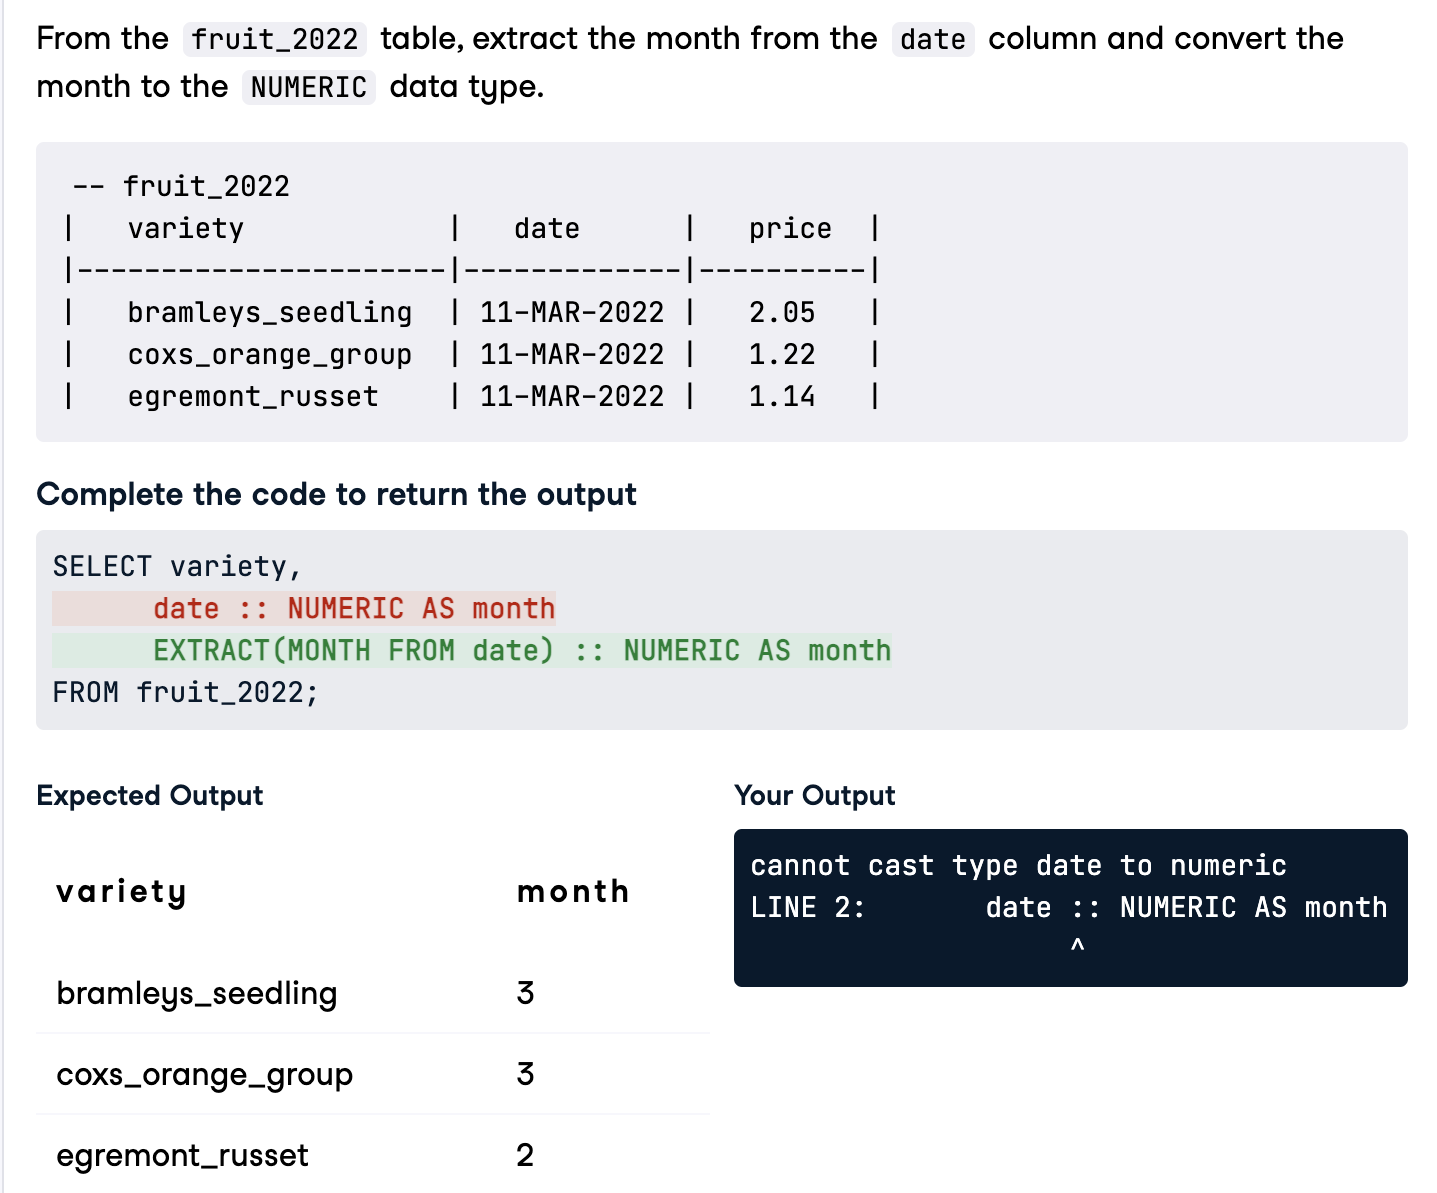 From the fruit_2022 table, extract the month from the date column and convert the
month to the NUMERIC data type.
-- fruit_2022
|   variety             |   date      |   price  |
|----------------------|-------------|----------|
|   bramleys_seedling  | 11-MAR-2022 |   2.05   |
|   coxs_orange_group  | 11-MAR-2022 |   1.22   |
|   egremont_russet    | 11-MAR-2022 |   1.14   |
Complete the code to return the output
SELECT variety,
      date :: NUMERIC AS month
      EXTRACT(MONTH FROM date) :: NUMERIC AS month
FROM fruit_2022;
Expected Output
variety month
bramleys_seedling 3
coxs_orange_group 3
egremont_russet 2
Your Output
cannot cast type date to numeric
LINE 2:       date :: NUMERIC AS month
^